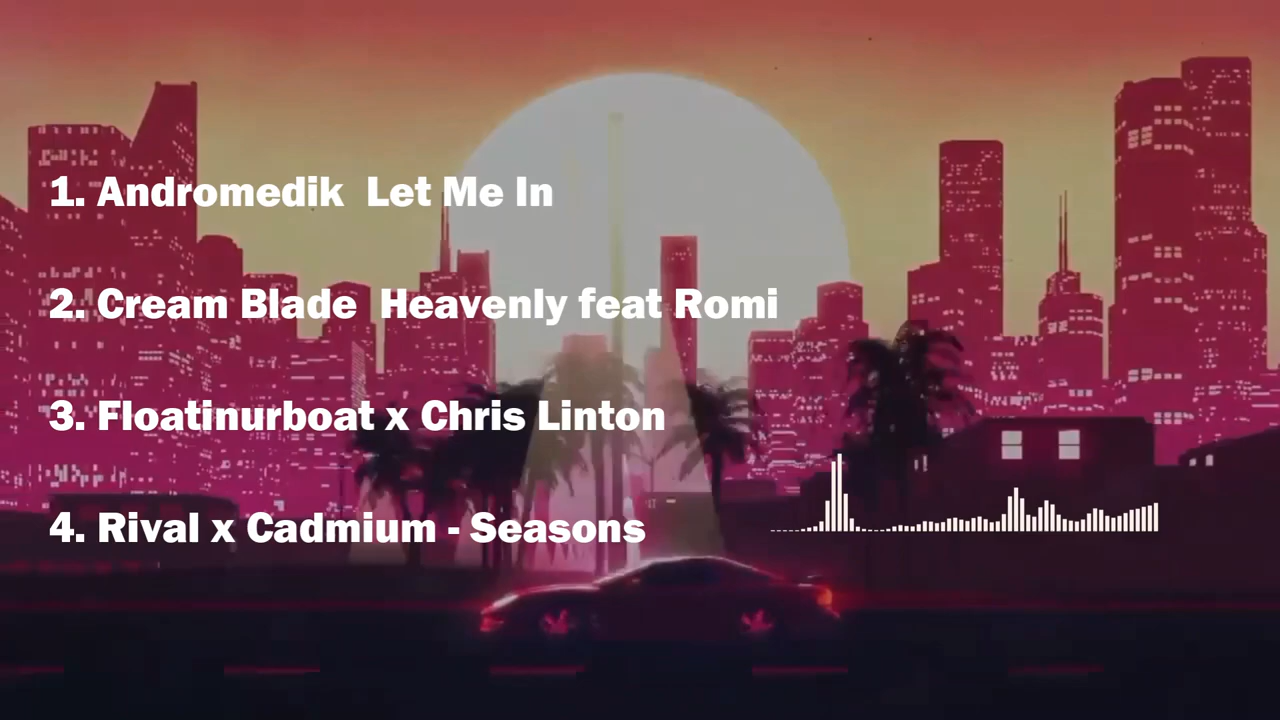 1. Andromedik  Let Me In
2. Cream Blade  Heavenly feat Romi
3. Floatinurboat x Chris Linton
4. Rival x Cadmium - Seasons